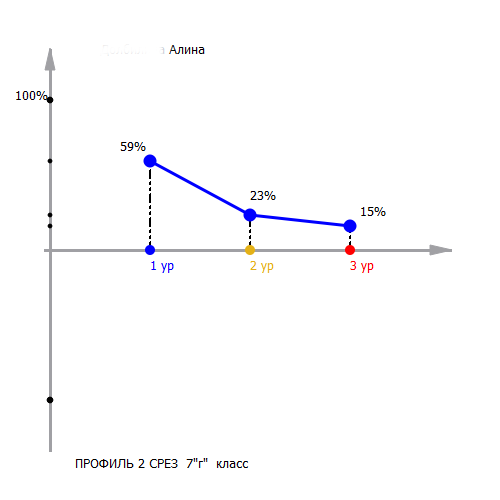 Алина
100%
59%
23%
15%
1 ур
2 ур
3 ур
ПРОФИЛЬ 2 СРЕЗ 7"г" класс